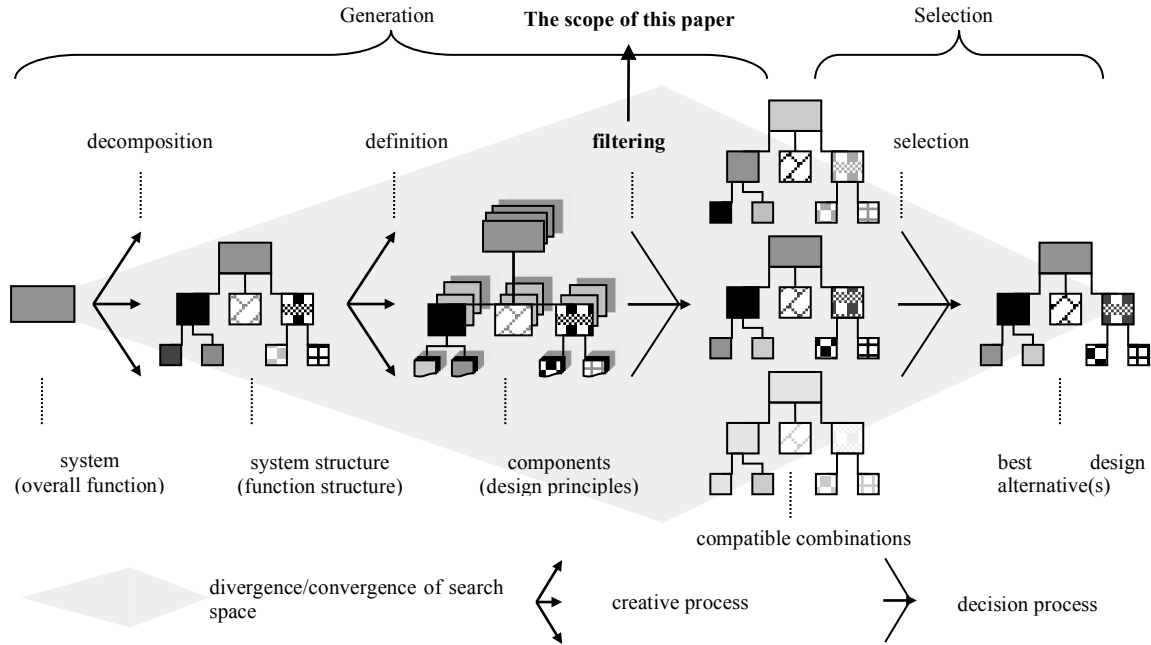 Generation
The scope of this paper
Selection
decomposition
definition
filtering
selection
system
(overall function)
system structure
(function structure)
components
(design principles)
best design
alternative(s)
compatible combinations
divergence/convergence of search
space
creative process
decision process